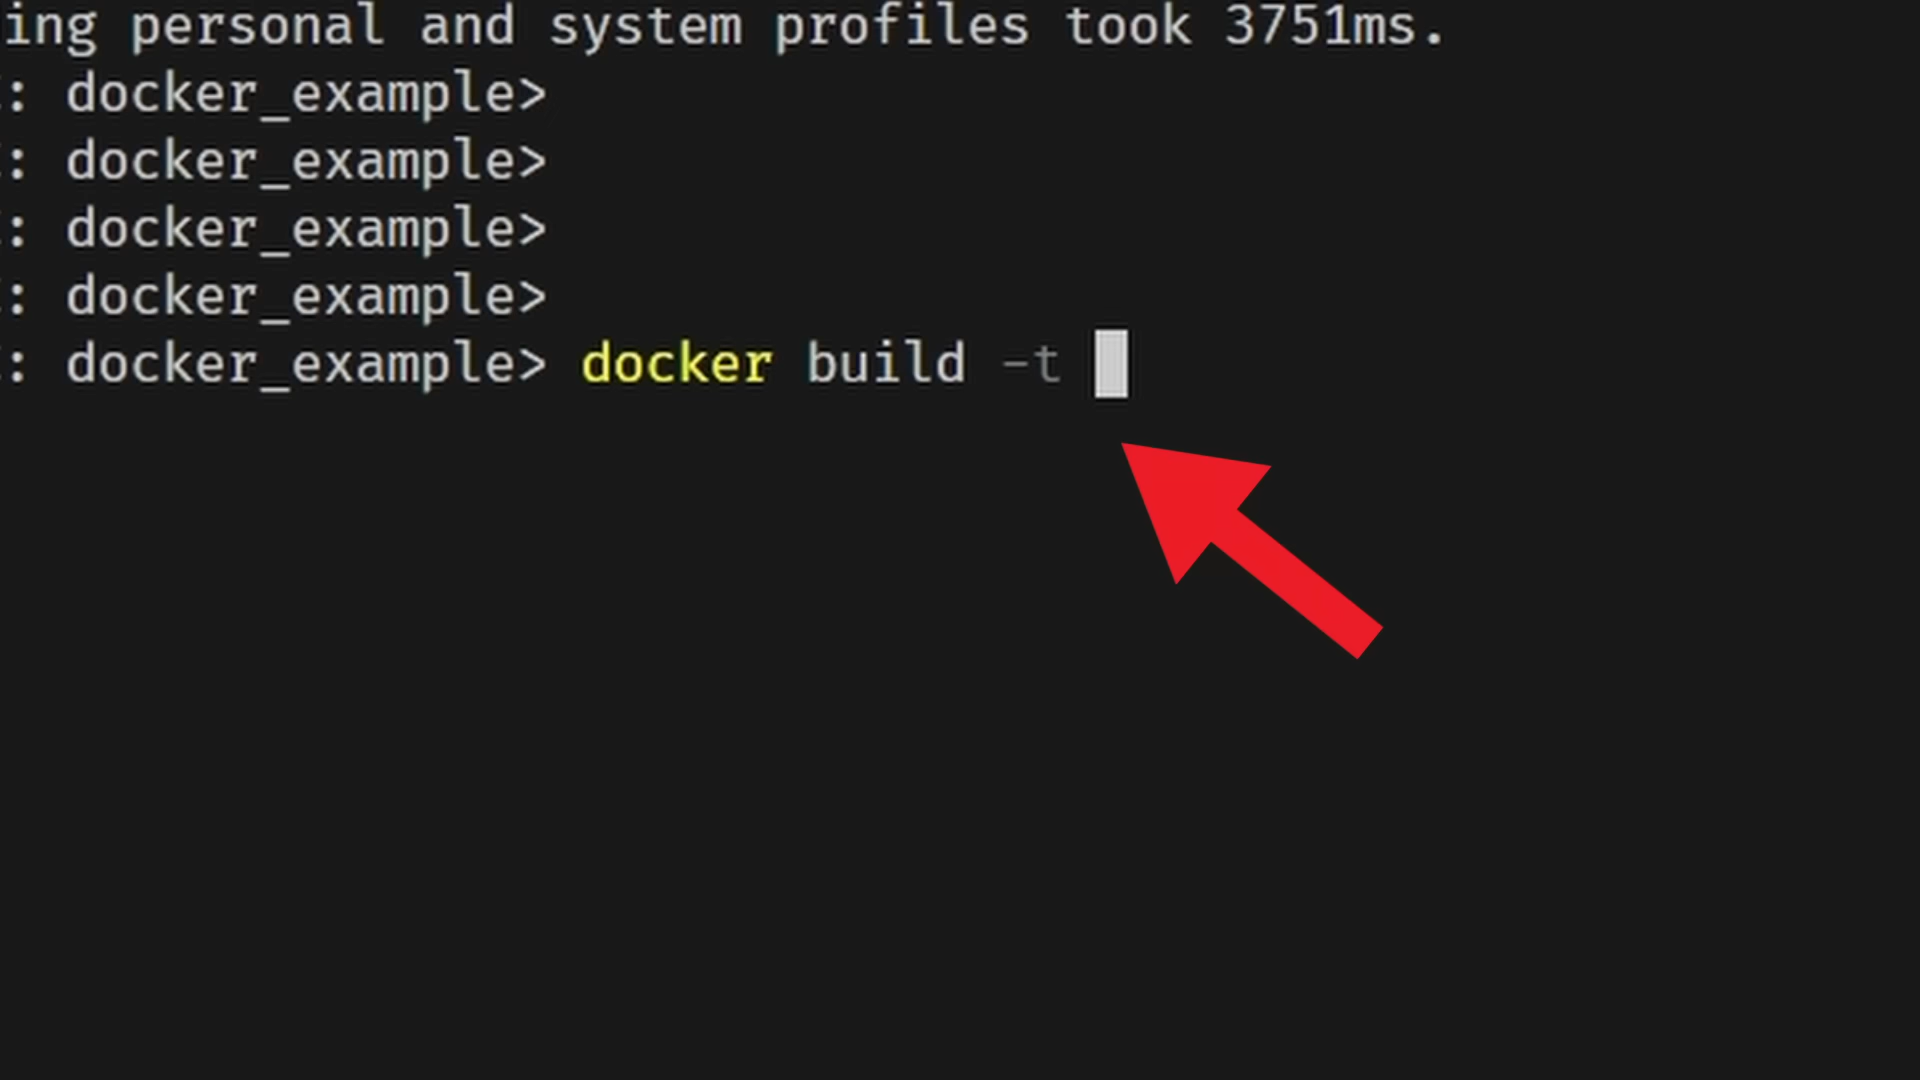 ing personal and system profiles took 3751ms.
: docker_example>
: docker_example>
: docker_example>
: docker_example>
: docker_example> docker build -t